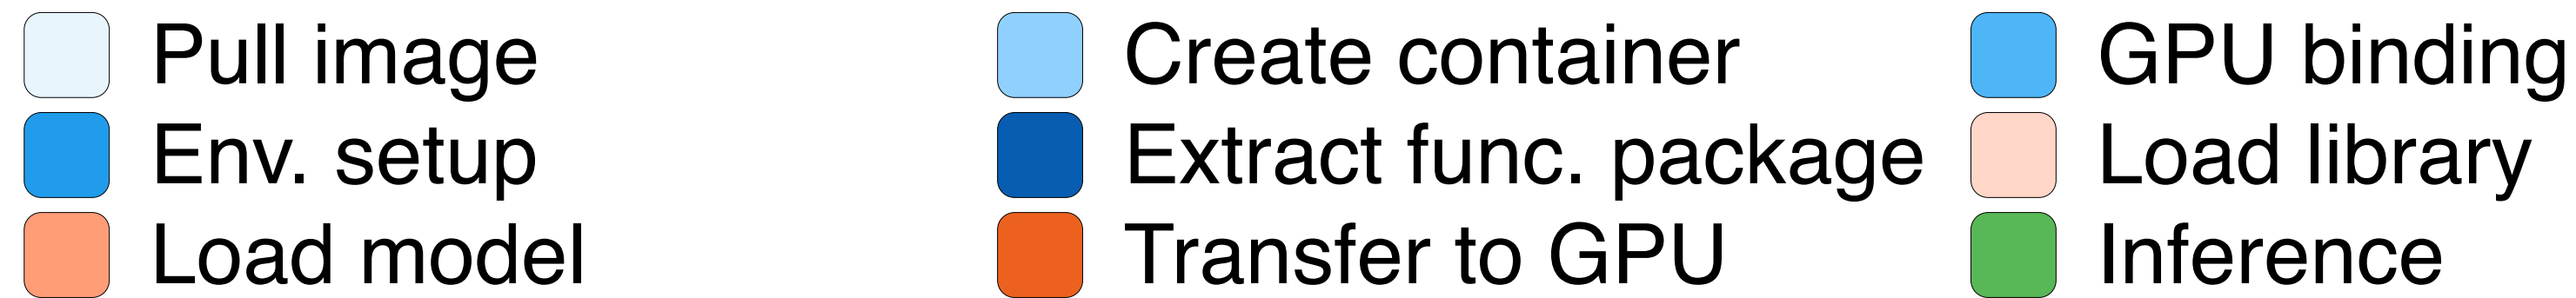 Pull image
Create container
GPU binding
Env. setup
Extract func. package
Load library
Load model
Transfer to GPU
Inference